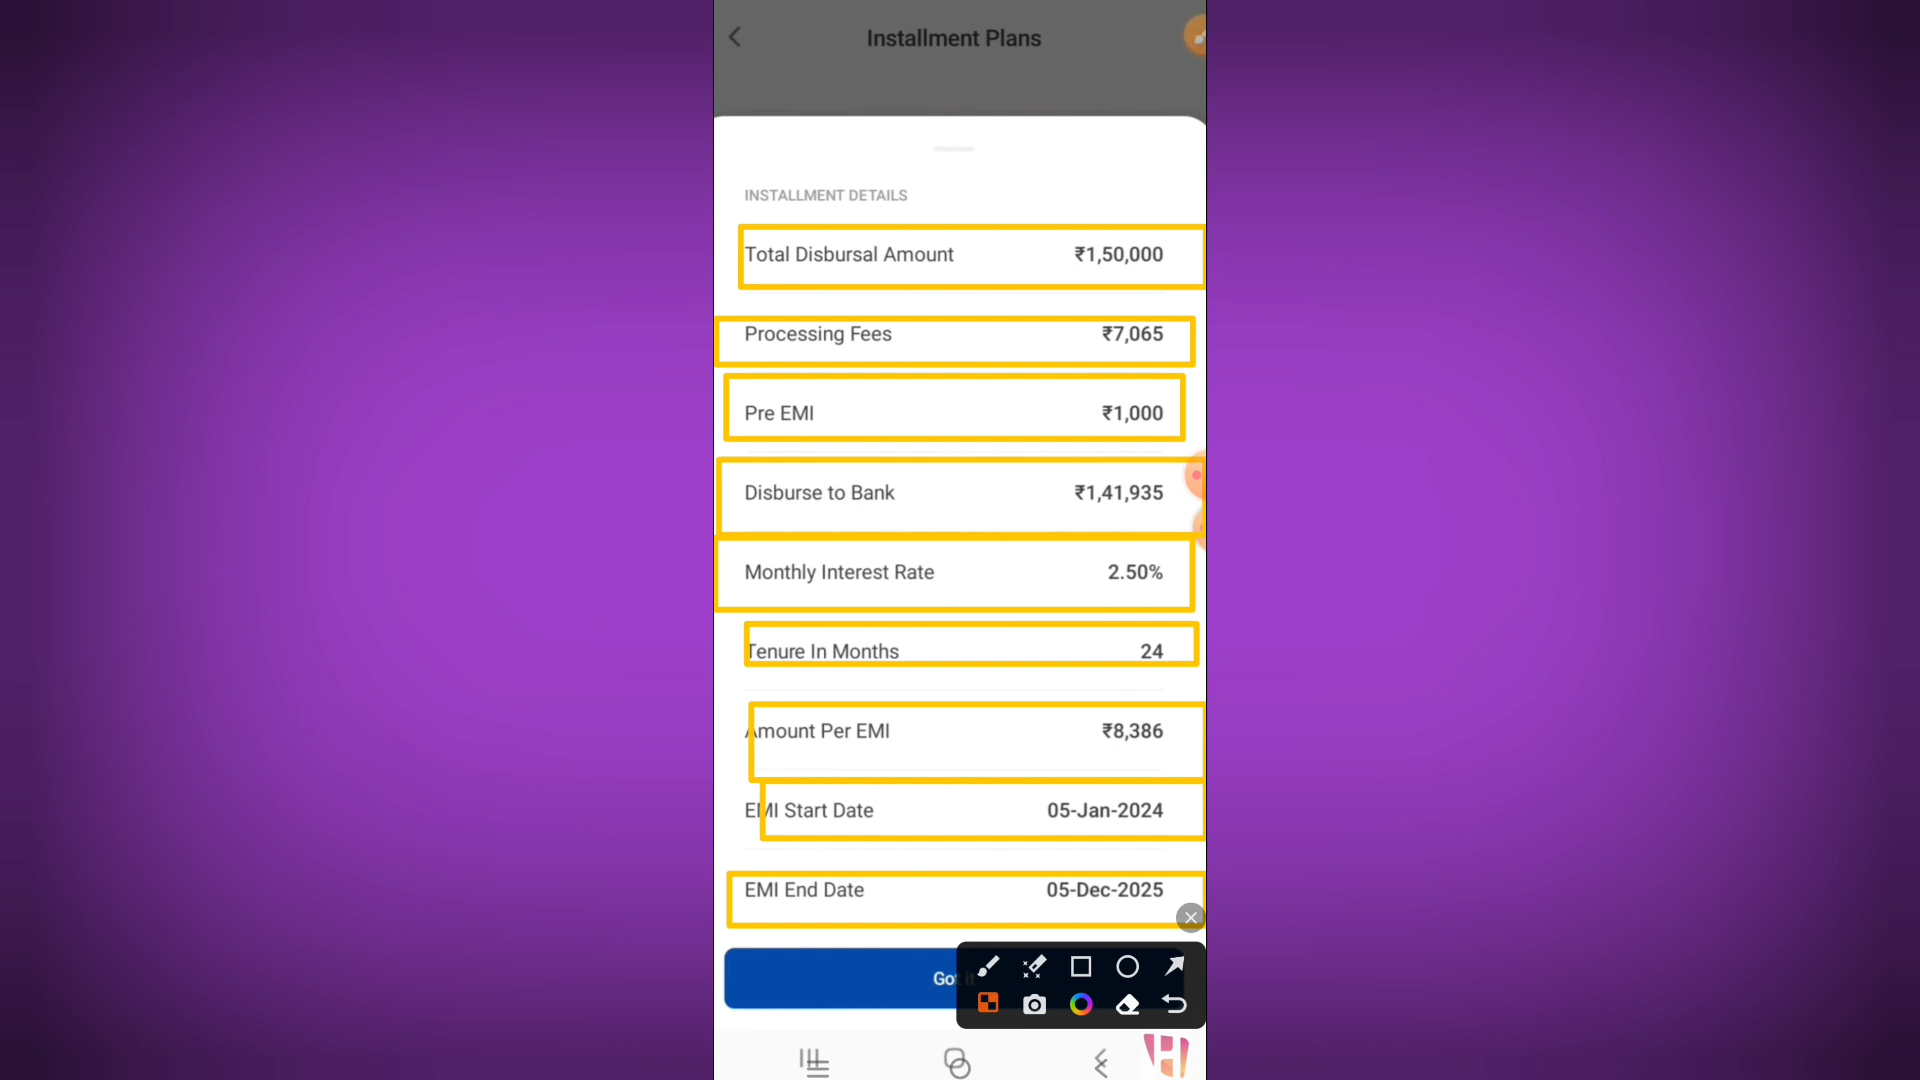 Installment Plans
INSTALLMENT DETAILS
Total Disbursal Amount ₹1,50,000
Processing Fees ₹7,065
Pre EMI ₹1,000
Disburse to Bank ₹1,41,935
Monthly Interest Rate 2.50%
Tenure In Months 24
Amount Per EMI ₹8,386
EMI Start Date 05-Jan-2024
EMI End Date 05-Dec-2025
Got it
H